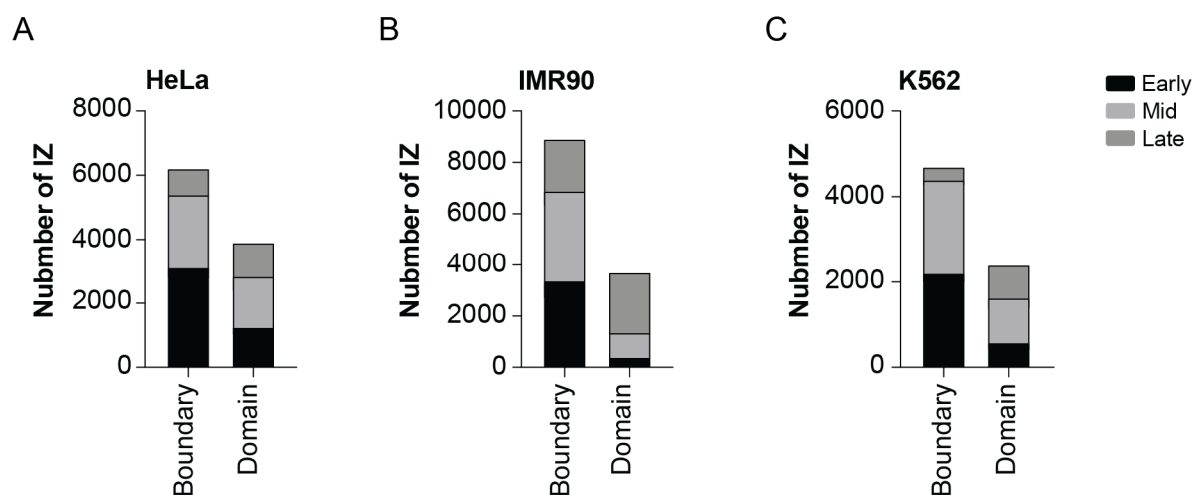 A
B
C
HeLa
Nubmber of IZ
8000
6000
4000
2000
0
Boundary
Domain
IMR90
Nubmber of IZ
10000
8000
6000
4000
2000
0
Boundary
Domain
K562
Nubmber of IZ
6000
4000
2000
0
Boundary
Domain
Early
Mid
Late